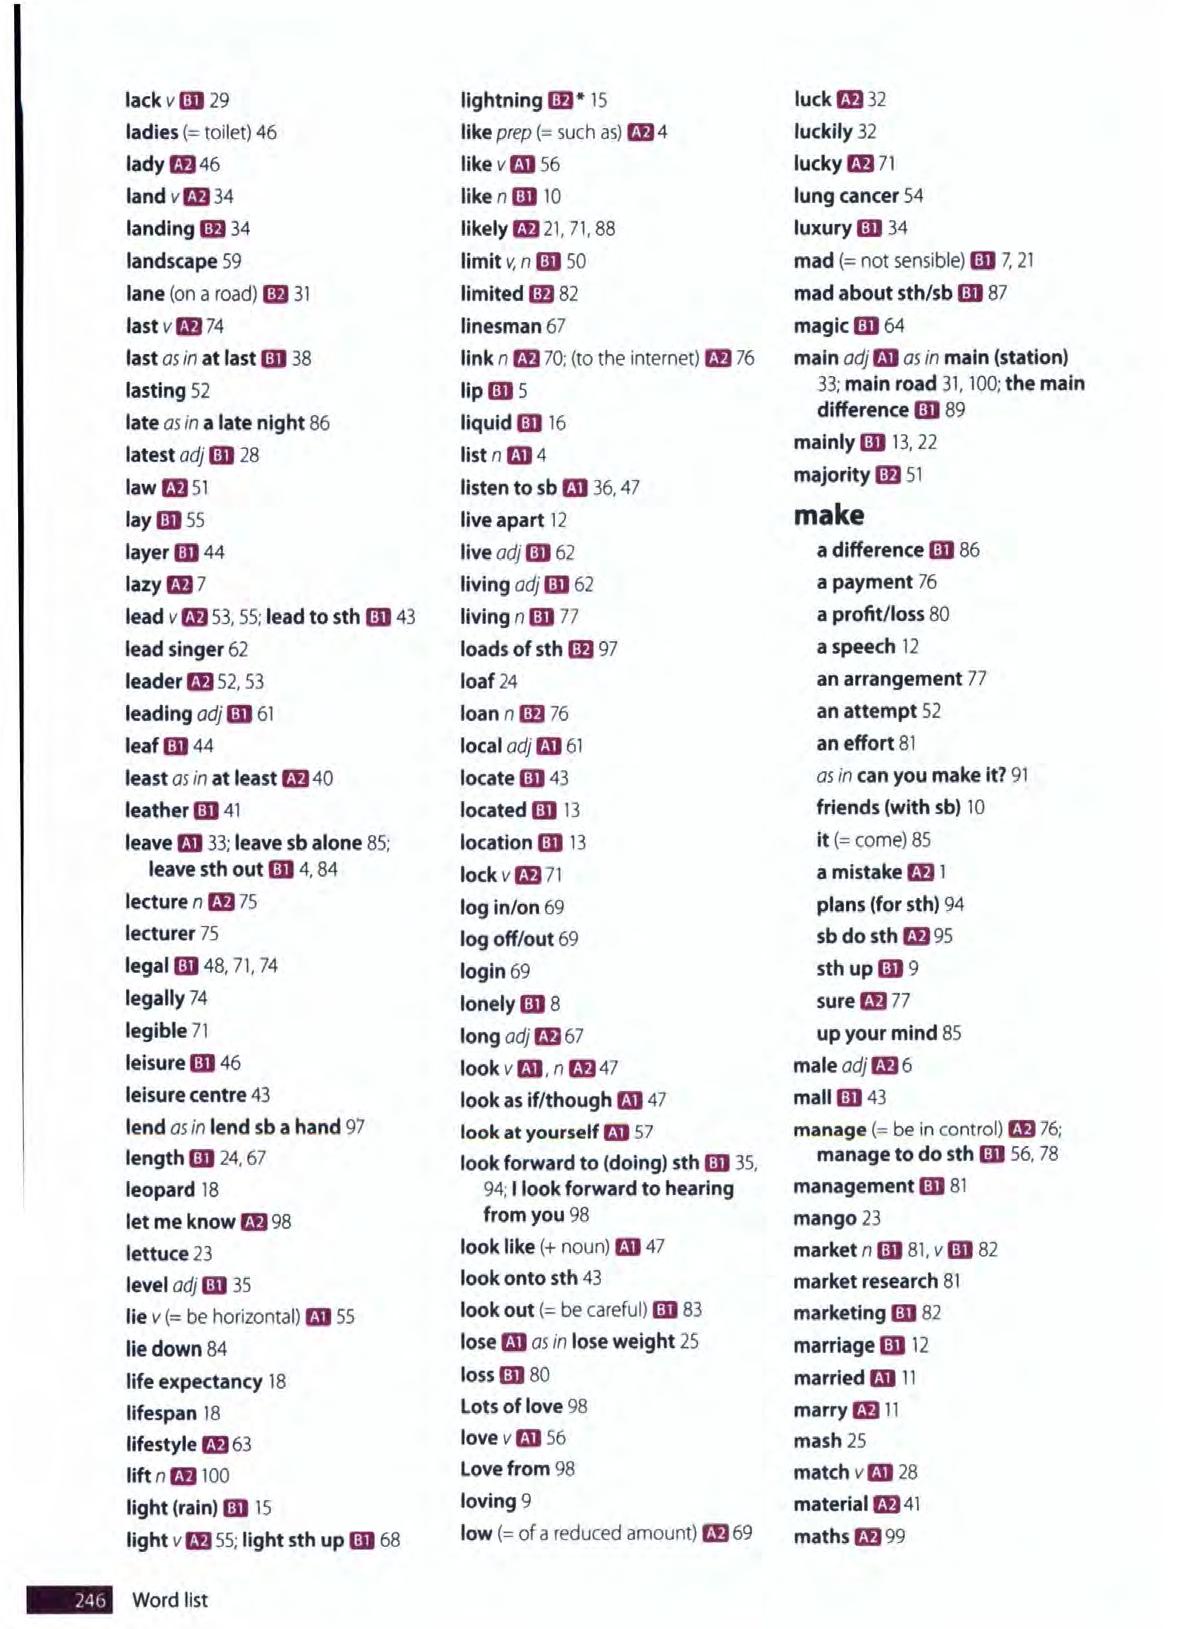 lack v B1 29
ladies (= toilet) 46
lady A2 46
land v A2 34
landing B2 34
landscape 59
lane (on a road) B2 31
last v A2 74
last as in at last B1 38
lasting 52
late as in a late night 86
latest adj B1 28
law A2 51
lay B1 55
layer B1 44
lazy A2 7
lead v A2 53, 55; lead to sth B1 43
lead singer 62
leader A2 52, 53
leading adj B1 61
leaf B1 44
least as in at least A2 40
leather B1 41
leave A1 33; leave sb alone 85;
leave sth out B1 4, 84
lecture n A2 75
lecturer 75
legal B1 48, 71, 74
legally 74
legible 71
leisure B1 46
leisure centre 43
lend as in lend sb a hand 97
length B1 24, 67
leopard 18
let me know A2 98
lettuce 23
level adj B1 35
lie v (= be horizontal) A1 55
lie down 84
life expectancy 18
lifespan 18
lifestyle A2 63
lift n A2 100
light (rain) B1 15
light v A2 55; light sth up B1 68
lightning B2* 15
like prep (= such as) A2 4
like v A1 56
like n B1 10
likely A2 21, 71, 88
limit v, n B1 50
limited B2 82
linesman 67
link n A2 70; (to the internet) A2 76
lip B1 5
liquid B1 16
list n A1 4
listen to sb A1 36, 47
live apart 12
live adj B1 62
living adj B1 62
living n B1 77
loads of sth B2 97
loaf 24
loan n B2 76
local adj A1 61
locate B1 43
located B1 13
location B1 13
lock v A2 71
log in/on 69
log off/out 69
login 69
lonely B1 8
long adj A2 67
look v A1, n A2 47
look as if/though A1 47
look at yourself A1 57
look forward to (doing) sth B1 35,
94; I look forward to hearing
from you 98
look like (+ noun) A1 47
look onto sth 43
look out (= be careful) B1 83
lose A1 as in lose weight 25
loss B1 80
Lots of love 98
love v A1 56
Love from 98
loving 9
low (= of a reduced amount) A2 69
luck A2 32
luckily 32
lucky A2 71
lung cancer 54
luxury B1 34
mad (= not sensible) B1 7, 21
mad about sth/sb B1 87
magic B1 64
main adj A1 as in main (station)
33; main road 31, 100; the main
difference B1 89
mainly B1 13, 22
majority B2 51
make
a difference B1 86
a payment 76
a profit/loss 80
a speech 12
an arrangement 77
an attempt 52
an effort 81
as in can you make it? 91
friends (with sb) 10
it (= come) 85
a mistake A2 1
plans (for sth) 94
sb do sth A2 95
sth up B1 9
sure A2 77
up your mind 85
male adj A2 6
mall B1 43
manage (= be in control) A2 76;
manage to do sth B1 56, 78
management B1 81
mango 23
market n B1 81, v B1 82
market research 81
marketing B1 82
marriage B1 12
married A1 11
marry A2 11
mash 25
match v A1 28
material A2 41
maths A2 99
246 Word list